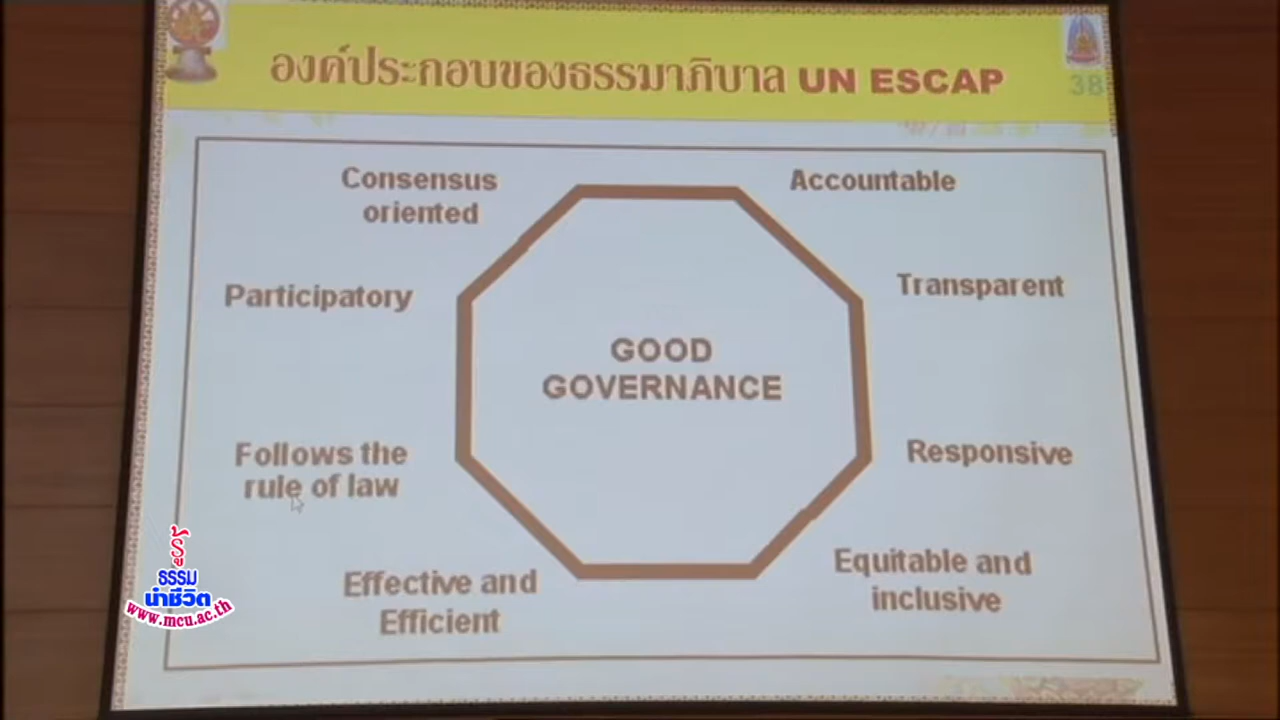 องค์ประกอบของธรรมาภิบาล UN ESCAP
38
Consensus
oriented
Accountable
Participatory
Transparent
GOOD
GOVERNANCE
Follows the
rule of law
Responsive
Effective and
Efficient
Equitable and
inclusive
รู้
ธรรม
นำชีวิต
www.mcu.ac.th